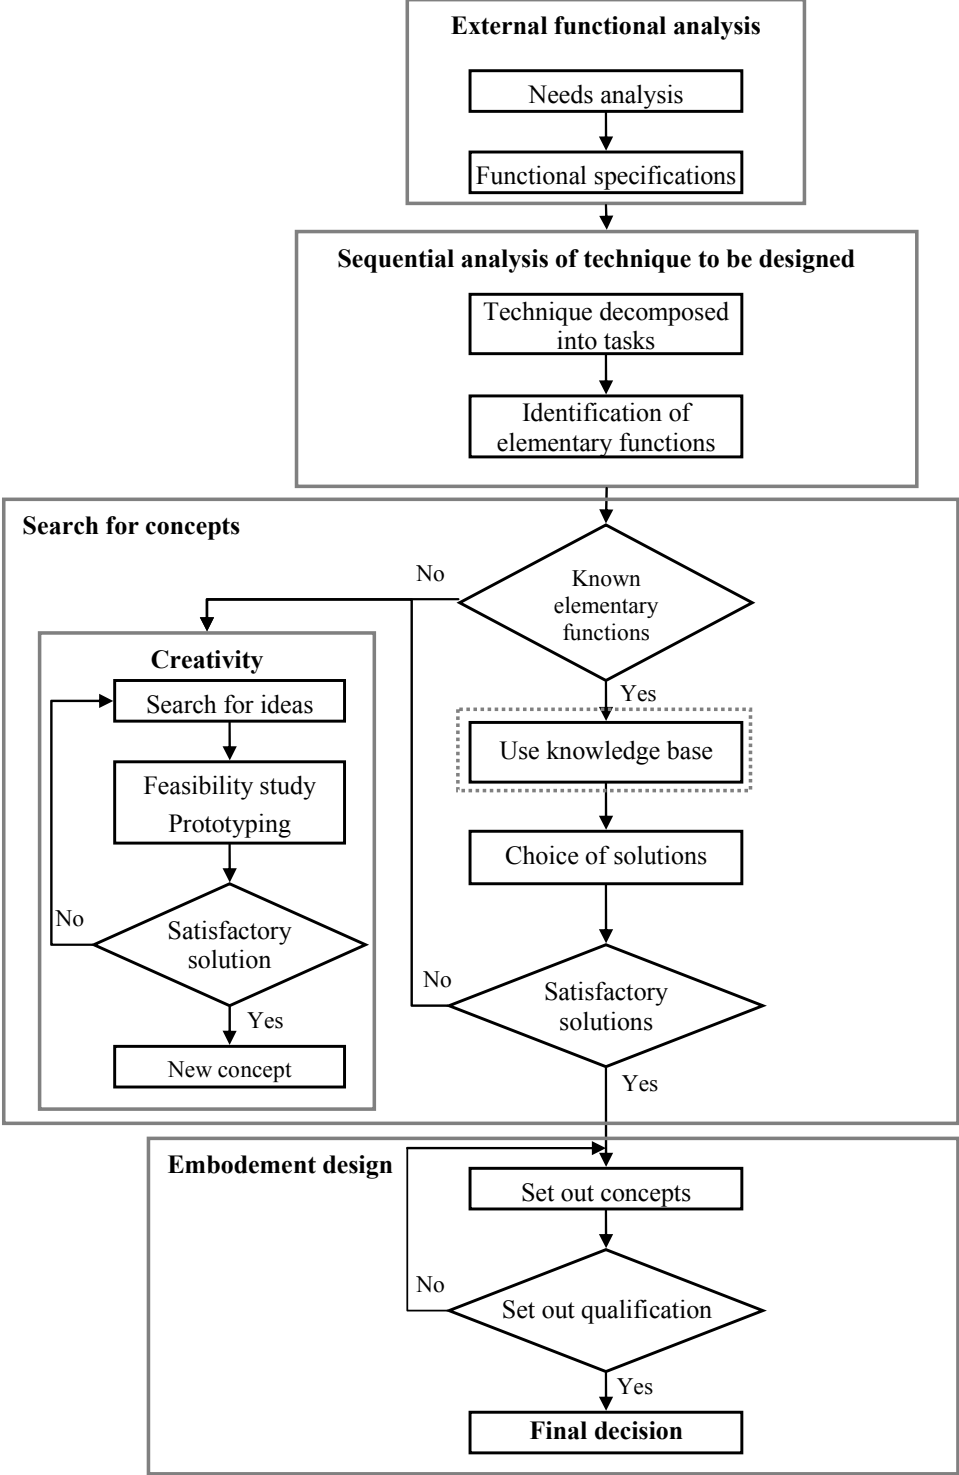 External functional analysis
Needs analysis
Functional specifications
Sequential analysis of technique to be designed
Technique decomposed
into tasks
Identification of
elementary functions
Search for concepts
No
Known
elementary
functions
Yes
Creativity
Search for ideas
Use knowledge base
Feasibility study
Prototyping
Choice of solutions
No
Satisfactory
solution
No
Satisfactory
solutions
Yes
New concept
Yes
Embodement design
Set out concepts
No
Set out qualification
Yes
Final decision